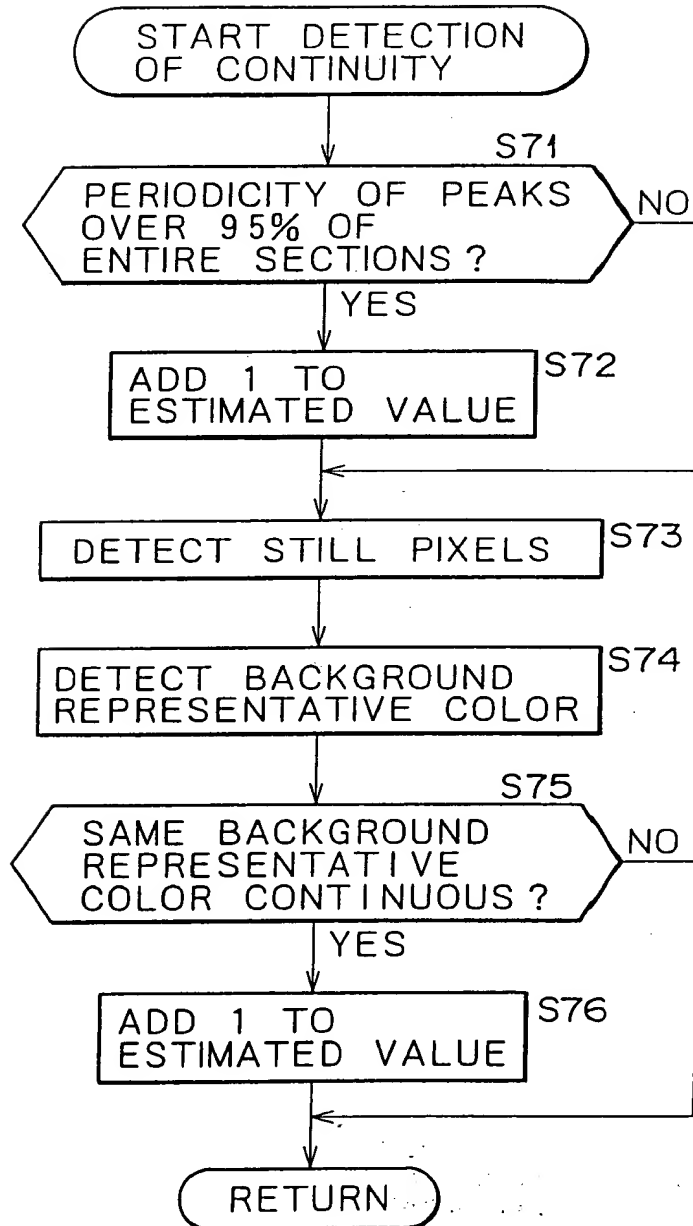 START DETECTION
OF CONTINUITY
S71
PERIODICITY OF PEAKS
OVER 95% OF
ENTIRE SECTIONS?
NO
YES
S72
ADD 1 TO
ESTIMATED VALUE
DETECT STILL PIXELS
S73
S74
DETECT BACKGROUND
REPRESENTATIVE COLOR
S75
SAME BACKGROUND
REPRESENTATIVE
COLOR CONTINUOUS?
NO
YES
S76
ADD 1 TO
ESTIMATED VALUE
RETURN